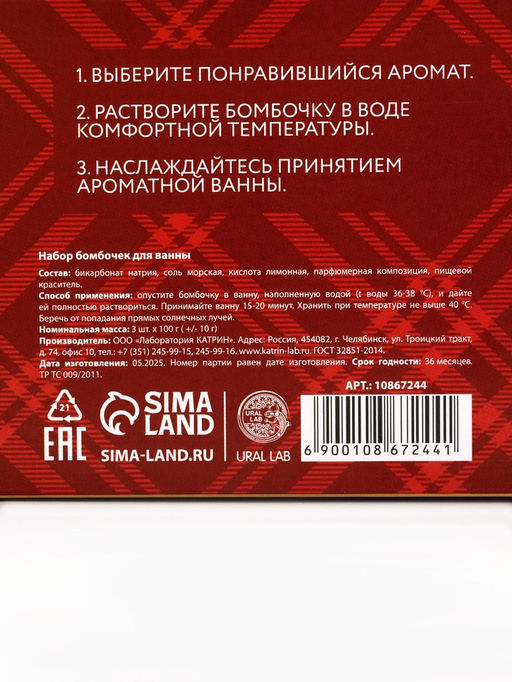 1. ВЫБЕРИТЕ ПОНРАВИВШИЙСЯ АРОМАТ.
2. РАСТВОРИТЕ БОМБОЧКУ В ВОДЕ
КОМФОРТНОЙ ТЕМПЕРАТУРЫ.
3. НАСЛАЖДАЙТЕСЬ ПРИНЯТИЕМ
АРОМАТНОЙ ВАННЫ.
Набор бомбочек для ванны
Состав: бикарбонат натрия, соль морская, кислота лимонная, парфюмерная композиция, пищевой
краситель.
Способ применения: опустите бомбочку в ванну, наполненную водой (t воды 36-38 °C), и дайте
ей полностью раствориться. Принимайте ванну 15-20 минут. Хранить при температуре не выше 40 °C.
Беречь от попадания прямых солнечных лучей.
Номинальная масса: 3 шт. х 100 г ( +/- 10 г)
Производитель: ООО «Лаборатория КАТРИН». Адрес: Россия, 454082, г. Челябинск, ул. Троицкий тракт,
д. 74, офис 10, тел.: +7 (351) 245-99-15, 245-99-16. www.katrin-lab.ru. ГОСТ 32851-2014.
Дата изготовления: 05.2025. Номер партии равен дате изготовления. Срок годности: 36 месяцев.
ТР ТС 009/2011.
АРТ.: 10867244
21
EAC
SIMA
LAND
SIMA-LAND.RU
URAL
LAB
URAL LAB
6 900108 672441